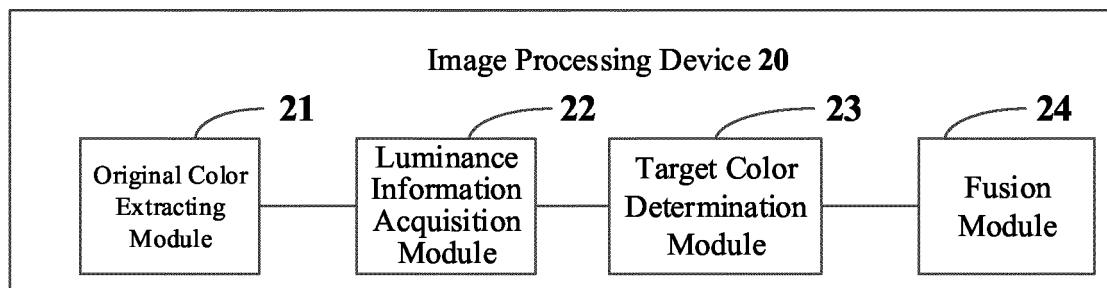 Image Processing Device 20
21
22
23
24
Original Color
Extracting
Module
Luminance
Information
Acquisition
Module
Target Color
Determination
Module
Fusion
Module